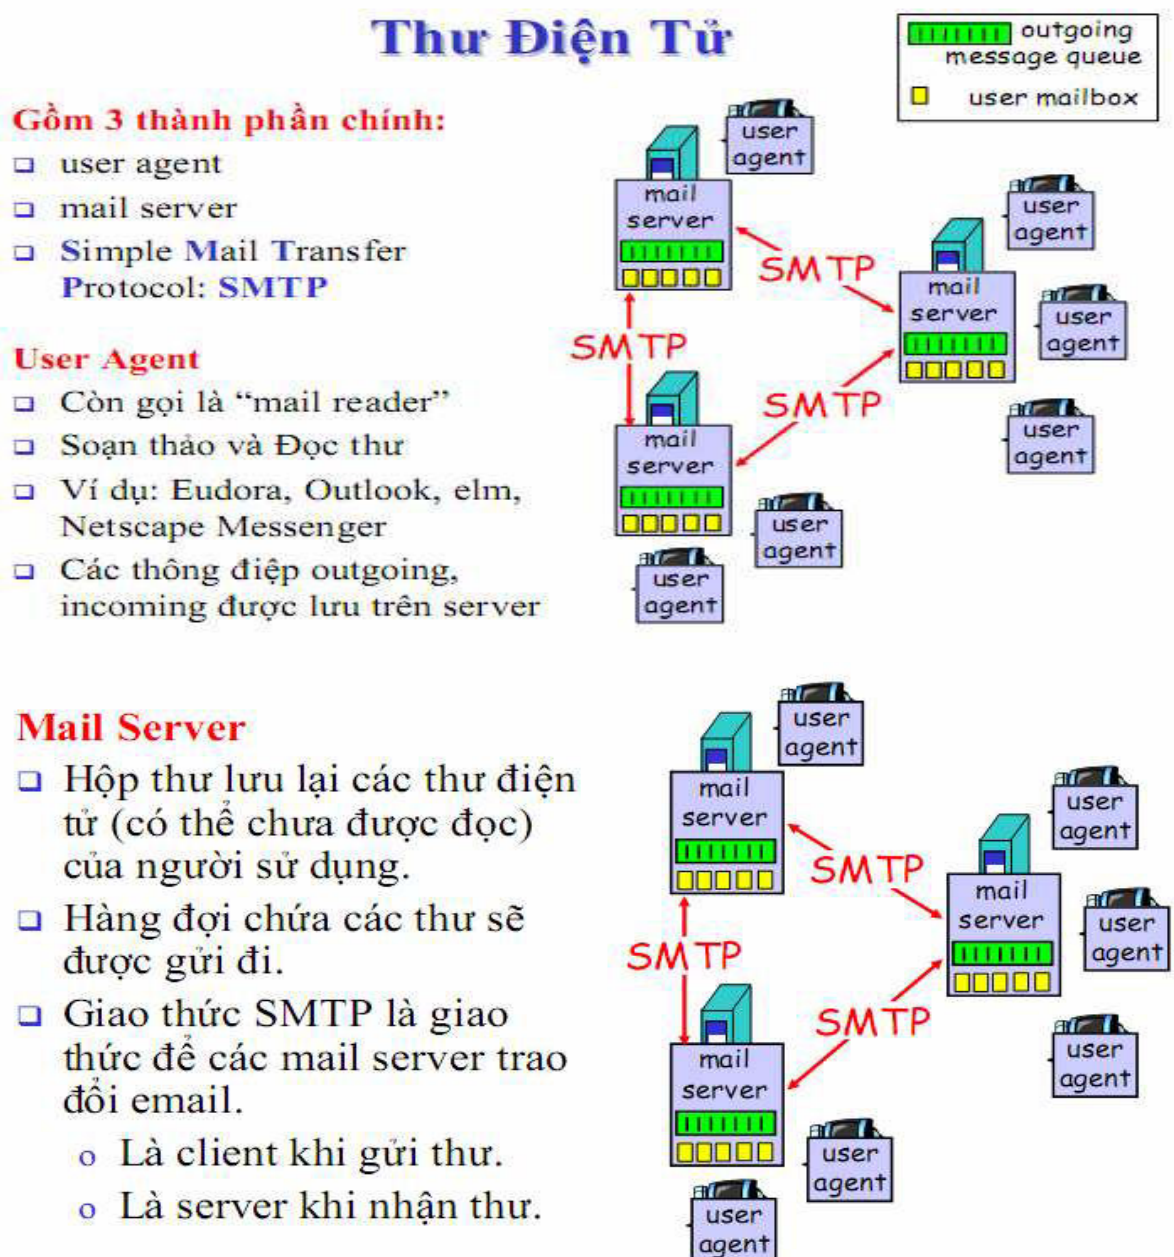 Thư Điện Tử
outgoing
message queue
user mailbox
Gồm 3 thành phần chính:
user agent
mail server
Simple Mail Transfer
Protocol: SMTP
User Agent
Còn gọi là “mail reader”
Soạn thảo và Đọc thư
Ví dụ: Eudora, Outlook, elm,
Netscape Messenger
Các thông điệp outgoing,
incoming được lưu trên server
user
agent
mail
server
user
agent
SMTP
mail
server
user
agent
SMTP
SMTP
user
agent
mail
server
user
agent
user
agent
Mail Server
Hộp thư lưu lại các thư điện
tử (có thể chưa được đọc)
của người sử dụng.
Hàng đợi chứa các thư sẽ
được gửi đi.
Giao thức SMTP là giao
thức để các mail server trao
đổi email.
o Là client khi gửi thư.
o Là server khi nhận thư.
user
agent
mail
server
user
agent
SMTP
mail
server
user
agent
SMTP
SMTP
user
agent
mail
server
user
agent
user
agent